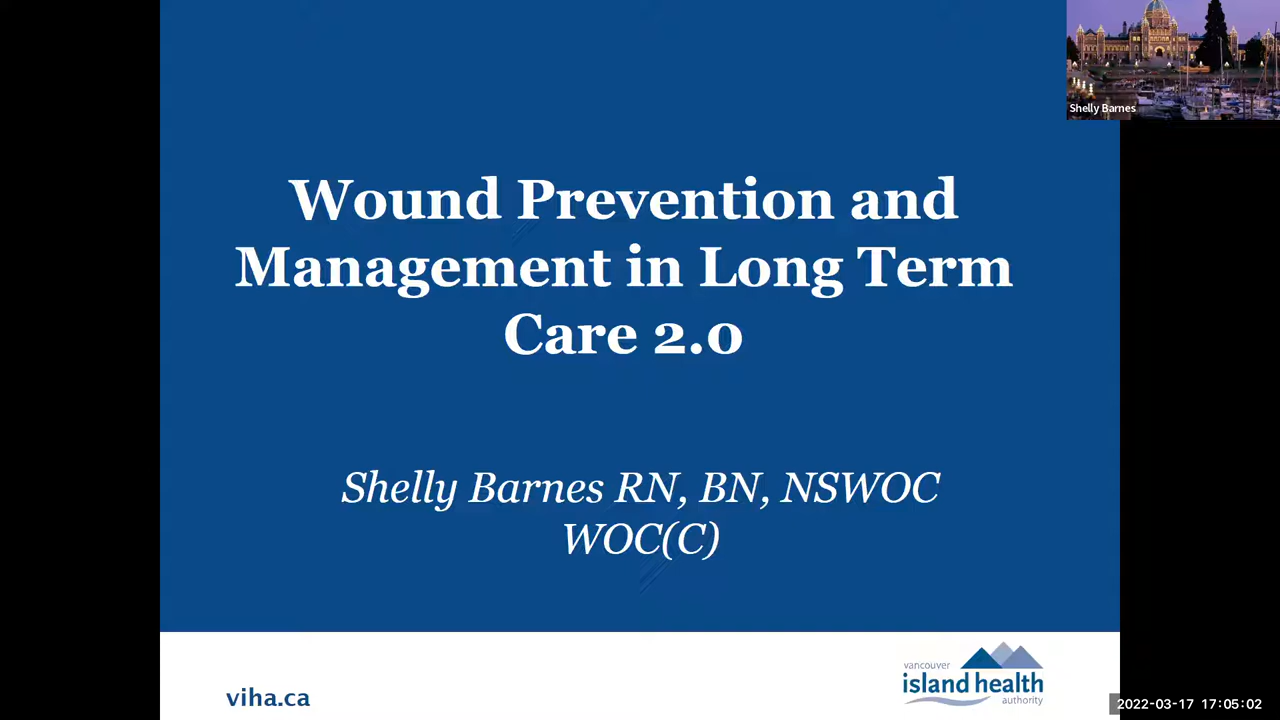 Shelly Barnes
Wound Prevention and
Management in Long Term
Care 2.0
Shelly Barnes RN, BN, NSWOC
WOC(C)
viha.ca
vancouver
island health
authority
2022-03-17 17:05:02